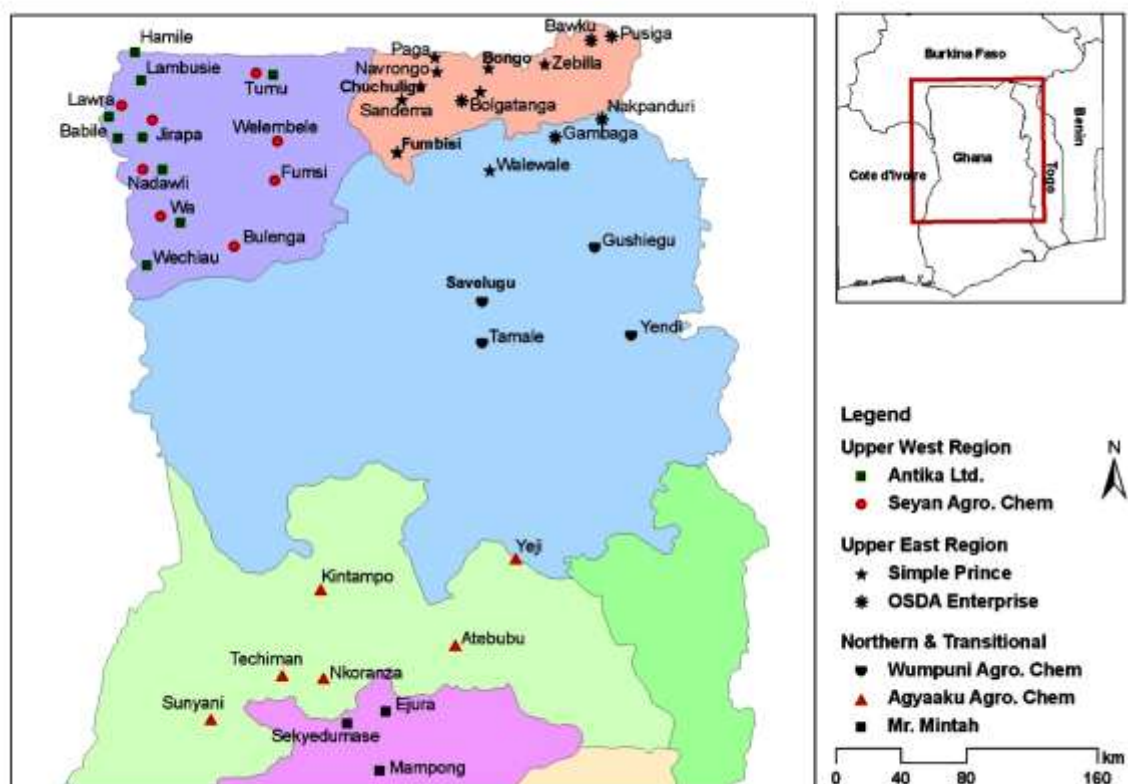 Hamile
Lambusie
Lawra
Babile
Jirapa
Tumu
Welembele
Nadawli
Fumsi
Wa
Bulenga
Wechiau
Paga
Navrongo
Chuchuliga
Sandema
Fumbisi
Bongo
Bolgatanga
Bawku
Pusiga
Zebilla
Nakpanduri
Gambaga
Walewale
Gushiegu
Savelugu
Tamale
Yendi
Yeji
Kintampo
Atebubu
Techiman
Nkoranza
Sunyani
Ejura
Sekyedumase
Mampong
Burkina Faso
Ghana
Cote d'Ivoire
Togo
Benin
Legend
Upper West Region
Antika Ltd.
Seyan Agro. Chem
Upper East Region
Simple Prince
OSDA Enterprise
Northern & Transitional
Wumpuni Agro. Chem
Agyaaku Agro. Chem
Mr. Mintah
N
km
0 40 80 160